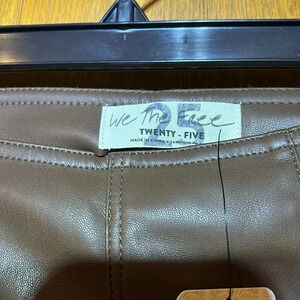 25
We The Free
TWENTY - FIVE
MADE IN CHINA